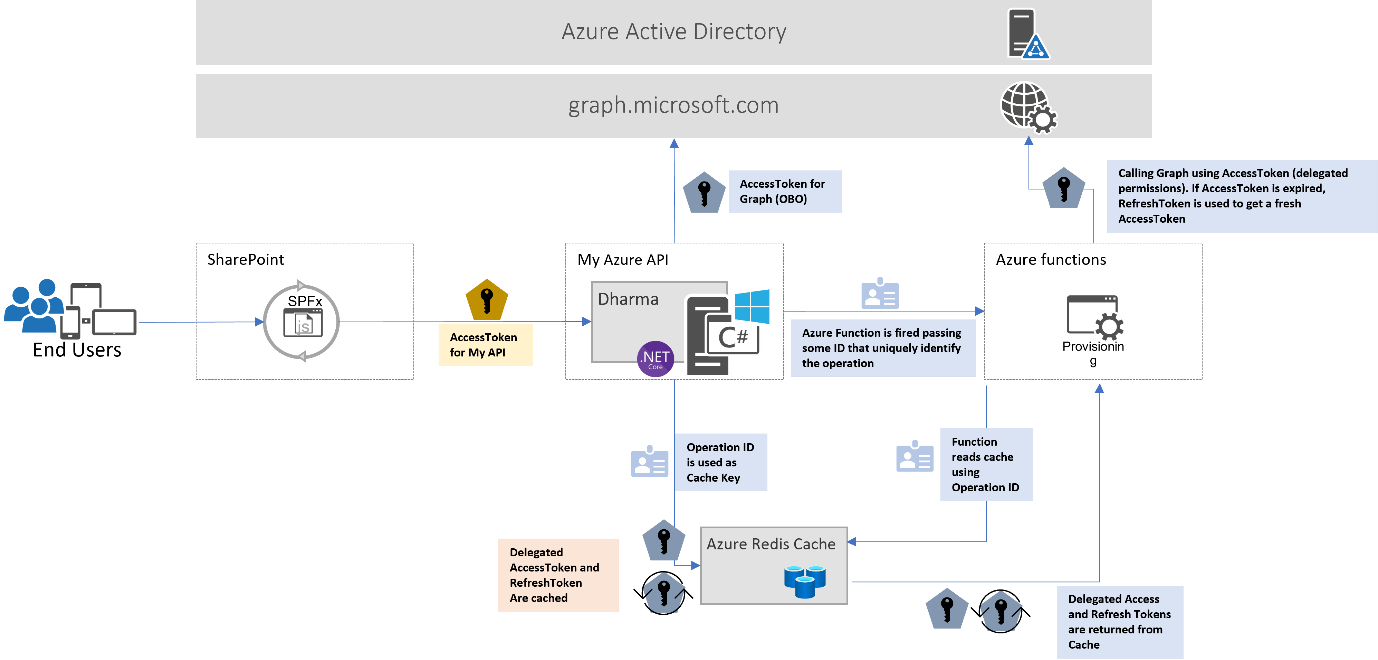 Azure Active Directory
graph.microsoft.com
AccessToken for
Graph (OBO)
Calling Graph using AccessToken (delegated
permissions). If AccessToken is expired,
RefreshToken is used to get a fresh
AccessToken
SharePoint
SPFx
js
End Users
AccessToken
for My API
My Azure API
Dharma
C#
.NET
Core
Azure Function is fired passing
some ID that uniquely identify
the operation
Azure functions
Provisionin
g
Operation ID
is used as
Cache Key
Function
reads cache
using
Operation ID
Delegated
AccessToken and
RefreshToken
Are cached
Azure Redis Cache
Delegated Access
and Refresh Tokens
are returned from
Cache